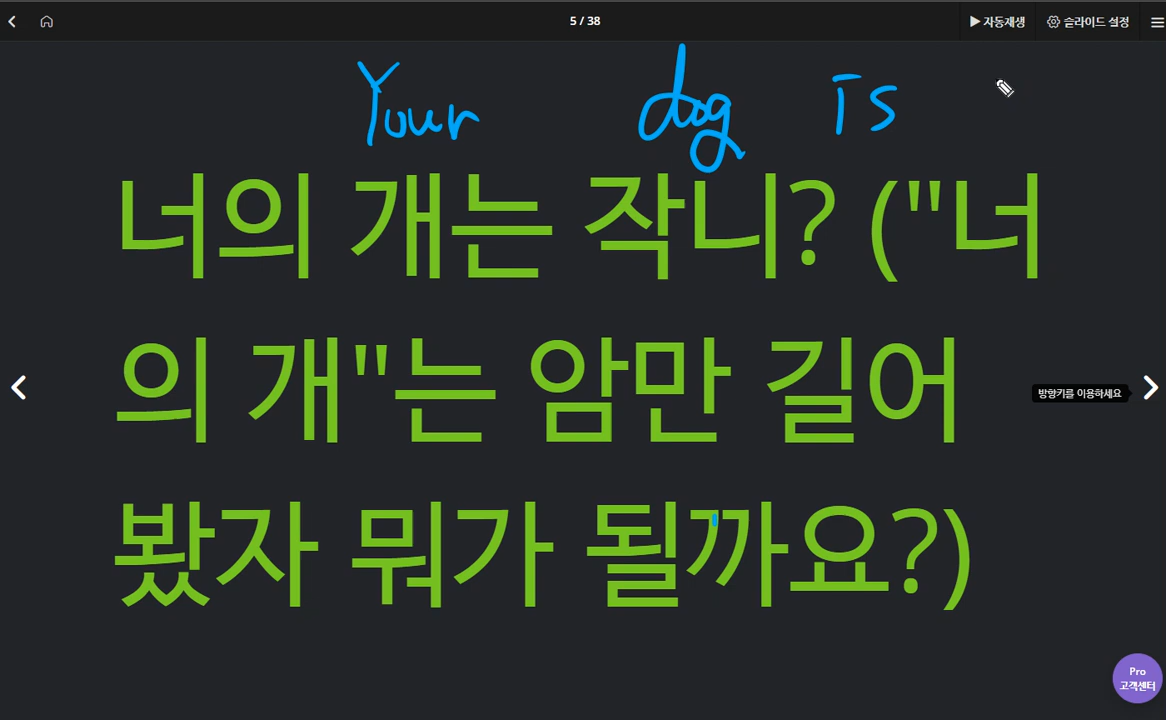 5 / 38
▶ 자동재생
슬라이드 설정
Your dog is
너의 개는 작니? ("너
의 개"는 암만 길어
방향키를 이용하세요
봤자 뭐가 될까요?)
Pro
고객센터